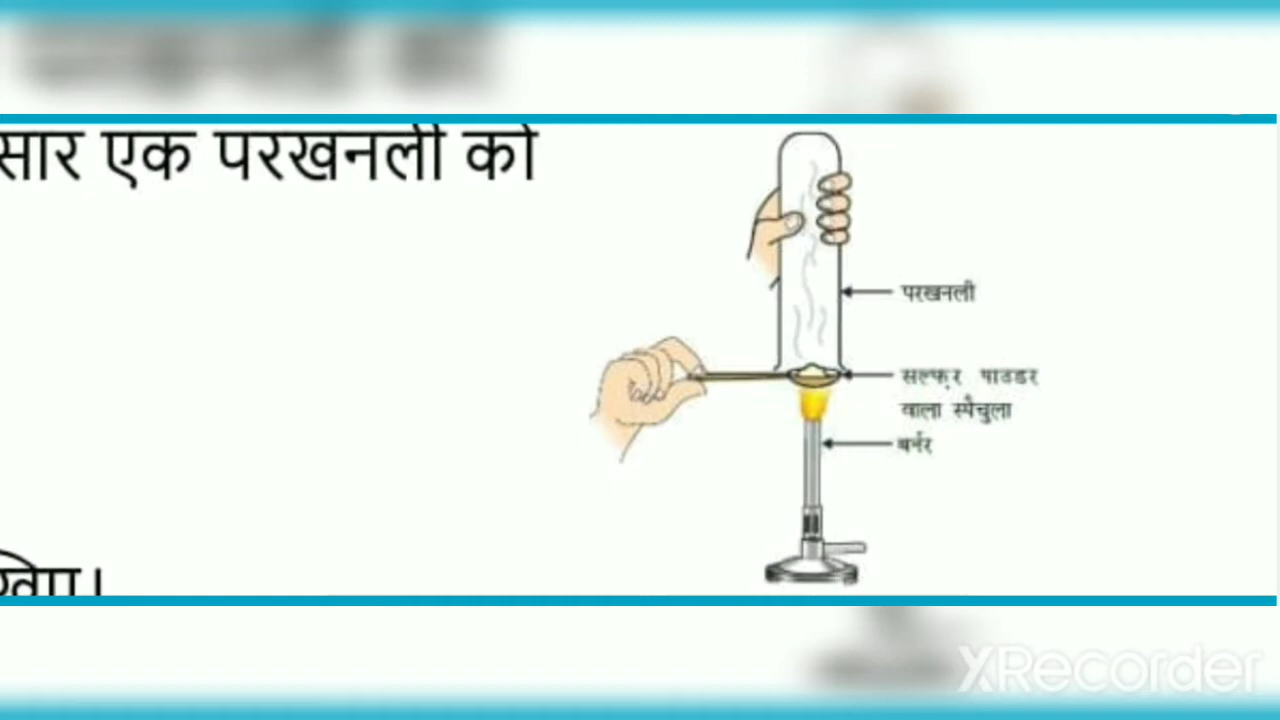 सार एक परखनली को
परखनली
सल्फर पाउडर
वाला स्पैचुला
बर्नर
खिए।
XRecorder